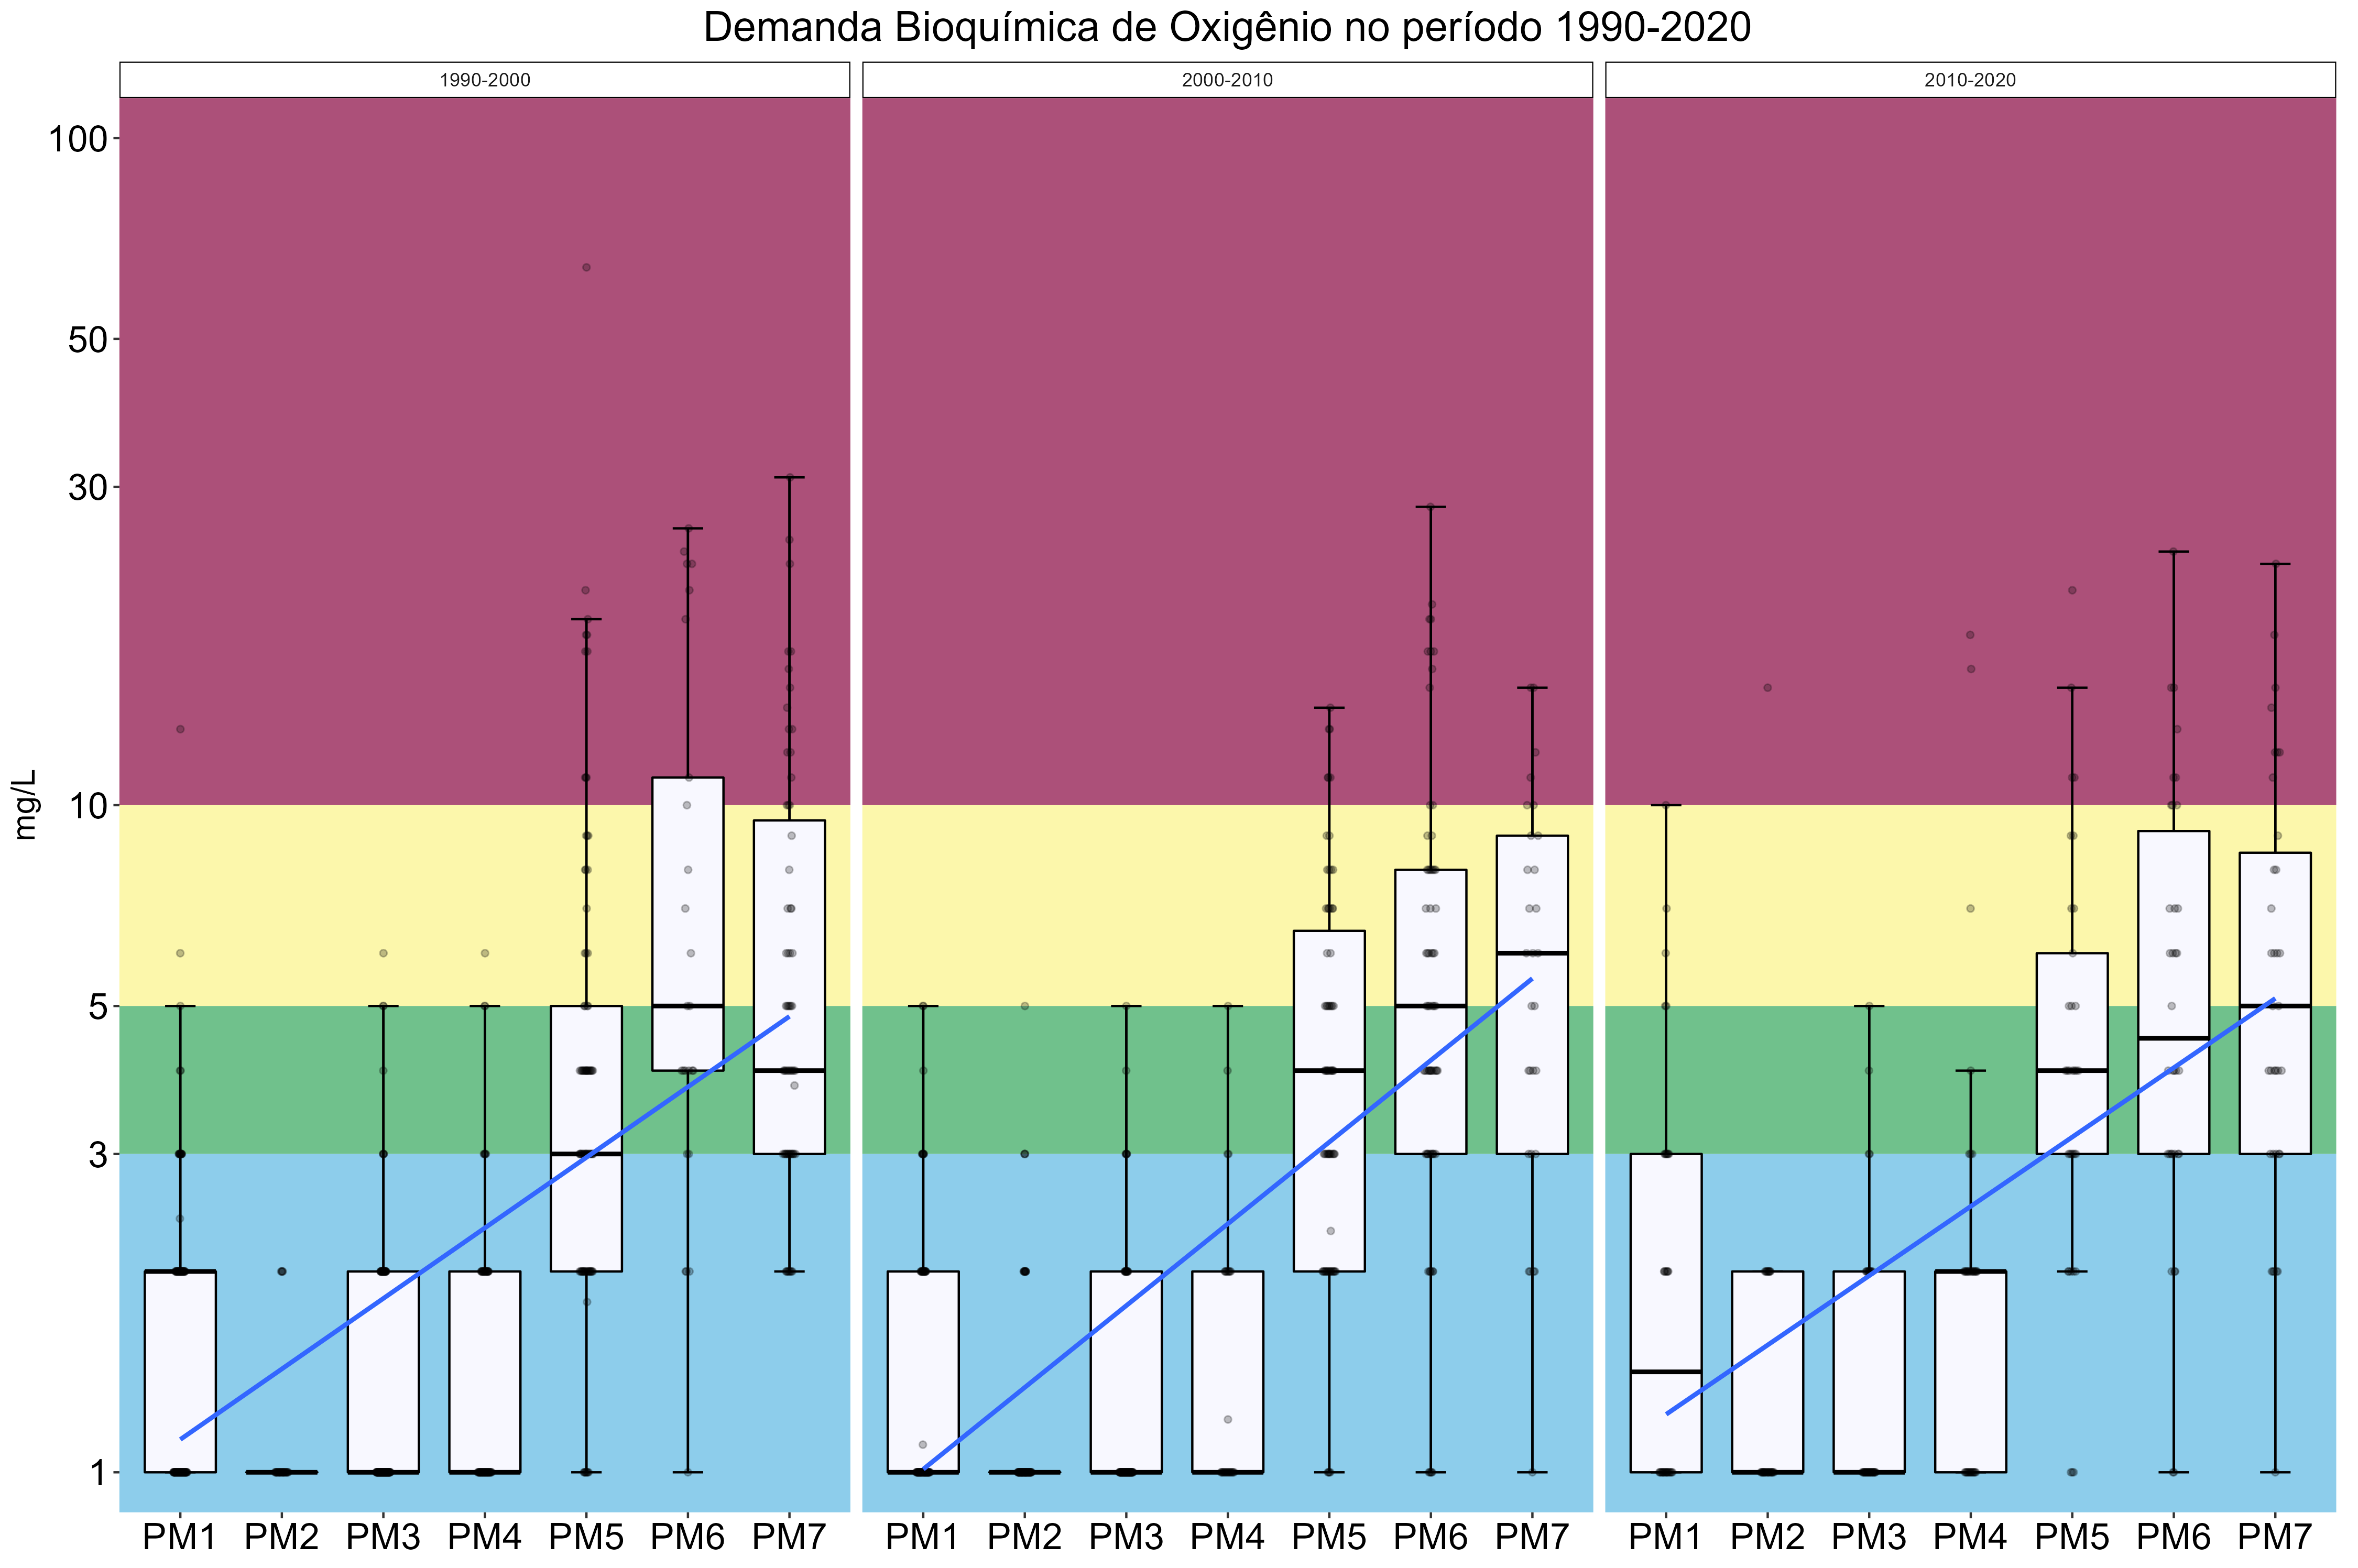 Demanda Bioquímica de Oxigênio no período 1990-2020
1990-2000
2000-2010
2010-2020
mg/L
100
50
30
10
5
3
1
PM1 PM2 PM3 PM4 PM5 PM6 PM7
PM1 PM2 PM3 PM4 PM5 PM6 PM7
PM1 PM2 PM3 PM4 PM5 PM6 PM7